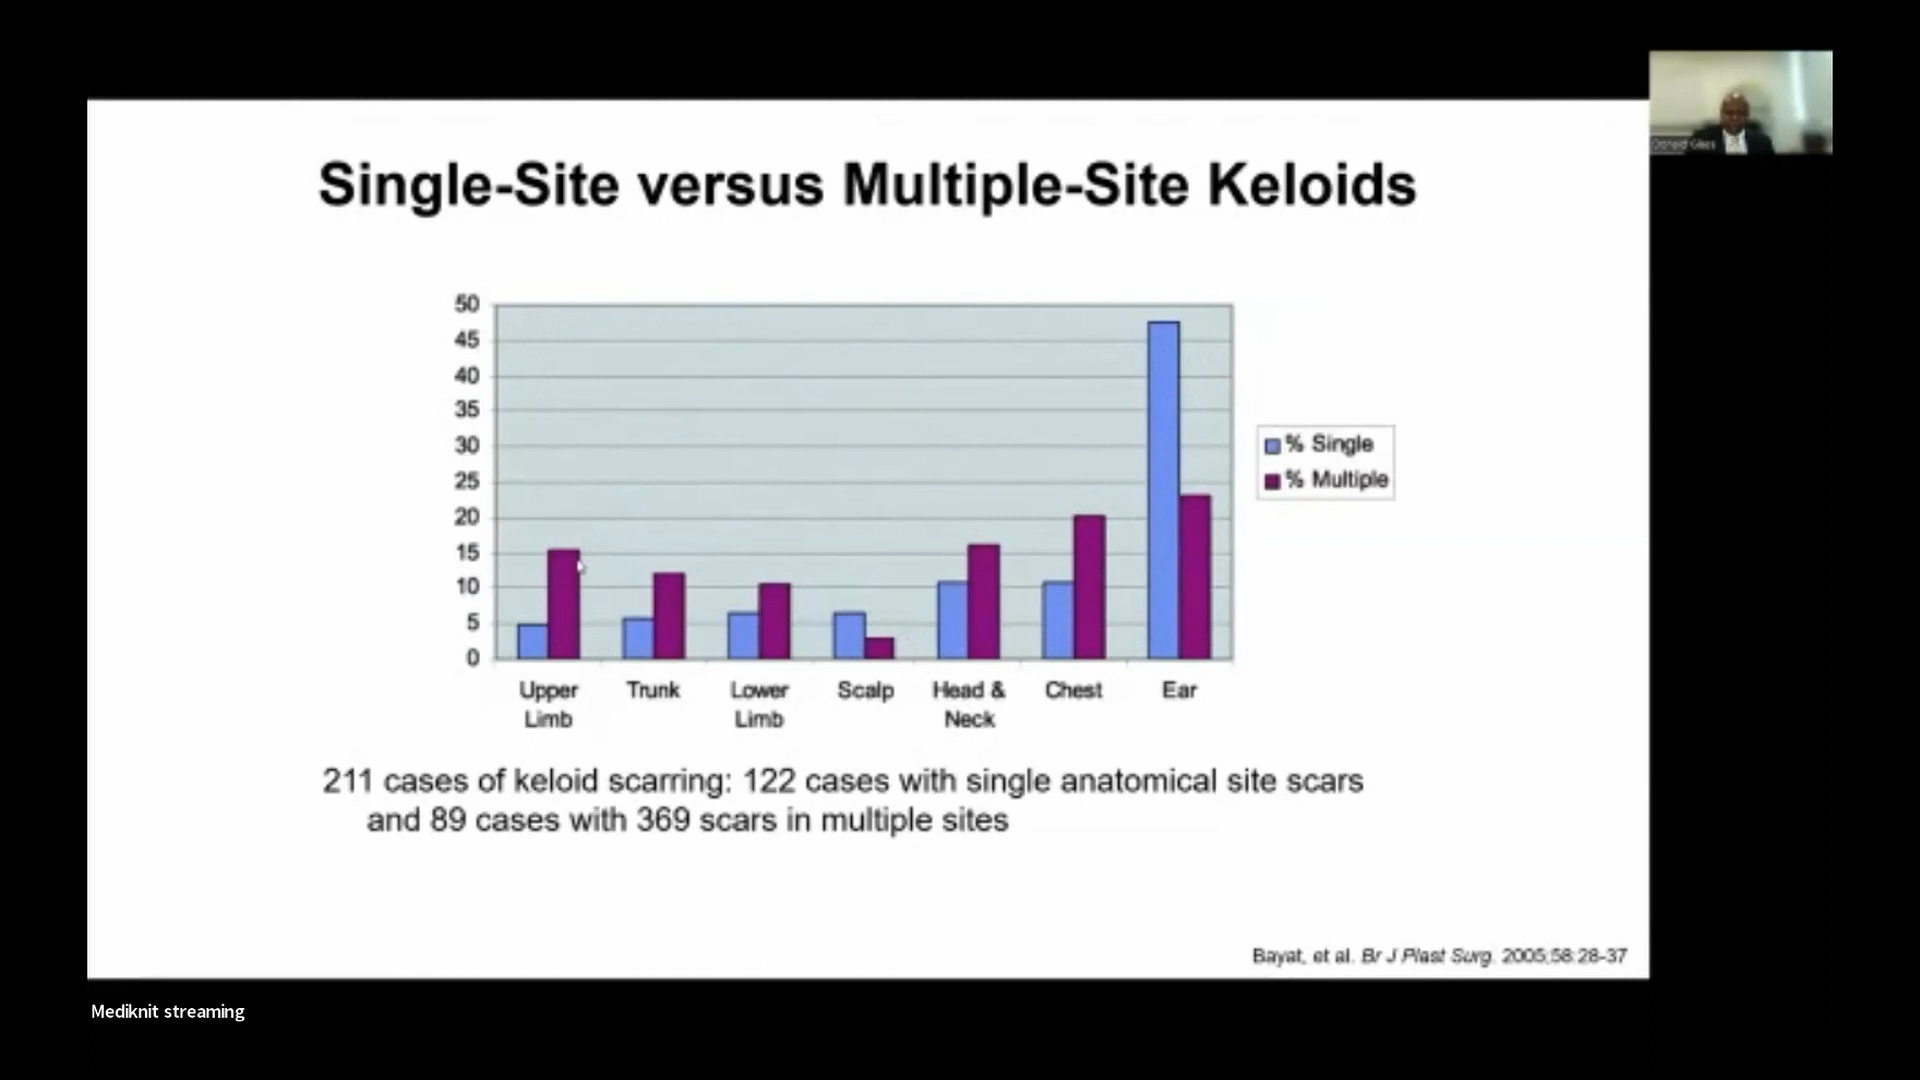 Single-Site versus Multiple-Site Keloids
50
45
40
35
30
25
20
15
10
5
0
% Single
% Multiple
Upper Limb
Trunk
Lower Limb
Scalp
Head & Neck
Chest
Ear
211 cases of keloid scarring: 122 cases with single anatomical site scars
and 89 cases with 369 scars in multiple sites
Bayat, et al. Br J Plast Surg. 2005;58:28-37
Mediknit streaming